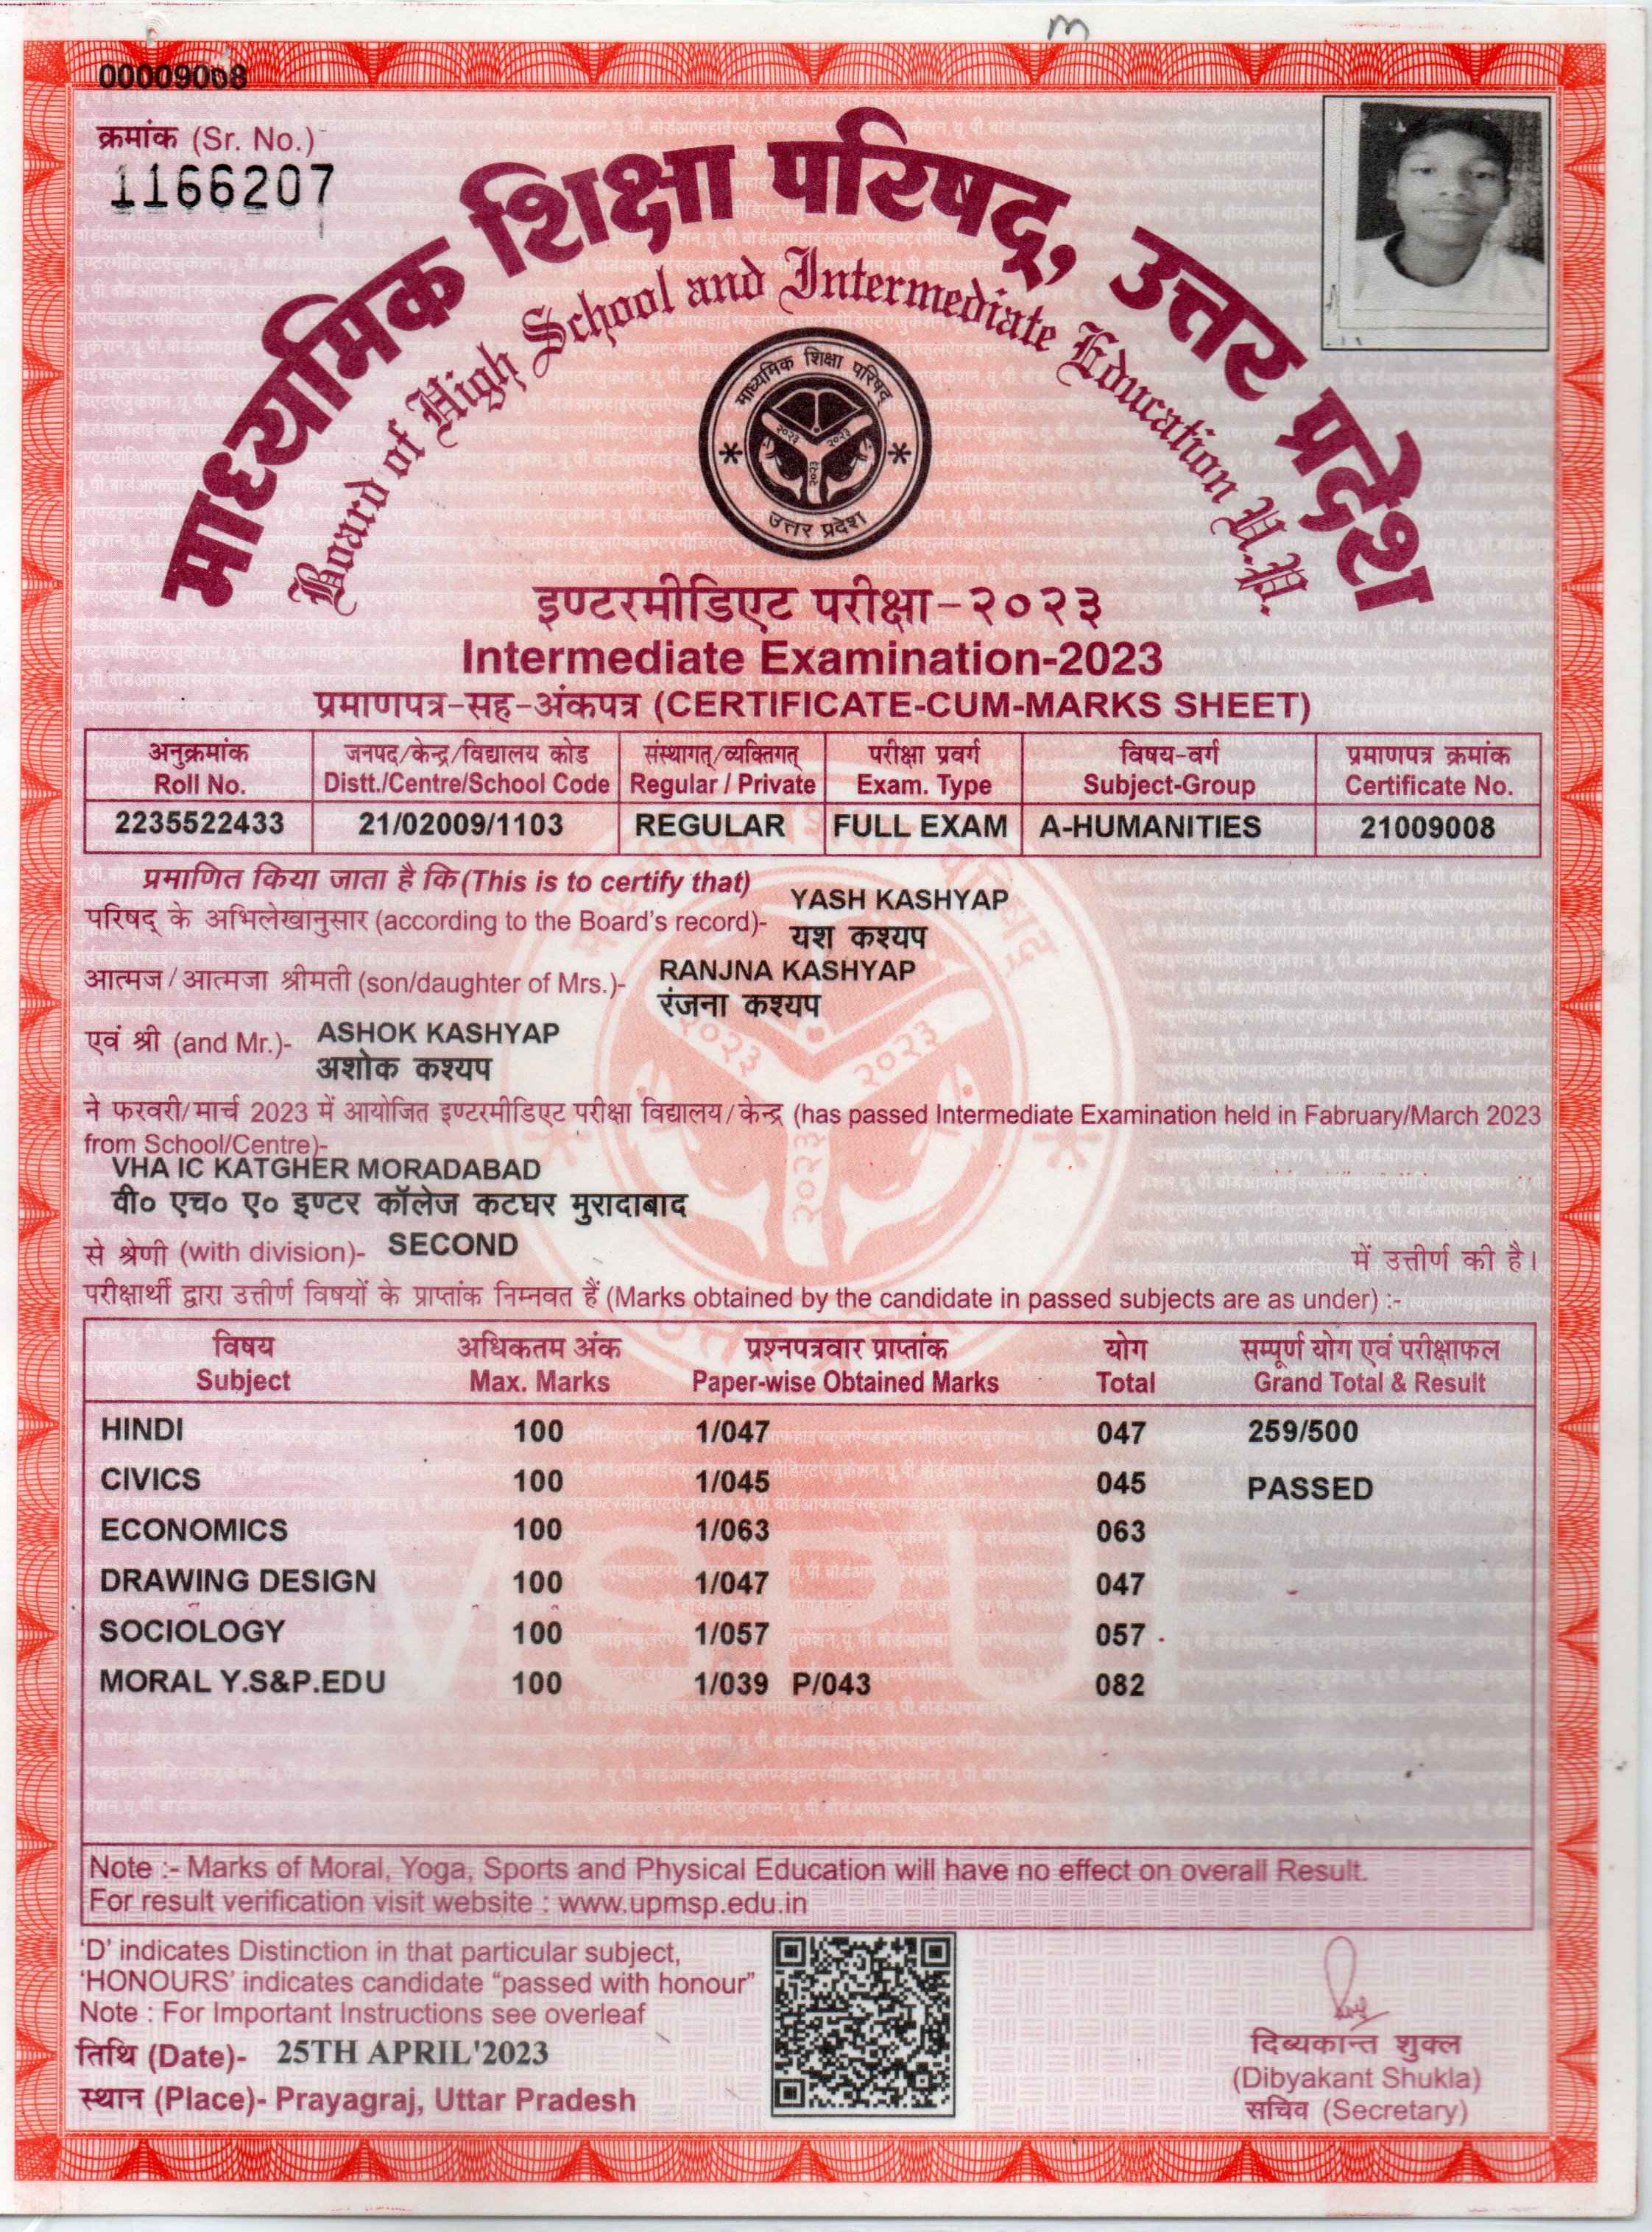 m
00009008
क्रमांक (Sr. No.)
1166207
माध्यमिक शिक्षा परिषद्, उत्तर प्रदेश
Board of High School and Intermediate Education U.P.
माध्यमिक शिक्षा परिषद्
२०२३ २०२३
२०२३
उत्तर प्रदेश
इण्टरमीडिएट परीक्षा-२०२३
Intermediate Examination-2023
प्रमाणपत्र-सह-अंकपत्र (CERTIFICATE-CUM-MARKS SHEET)
अनुक्रमांक जनपद/केन्द्र/विद्यालय कोड संस्थागत्/व्यक्तिगत् परीक्षा प्रवर्ग विषय-वर्ग प्रमाणपत्र क्रमांक
Roll No. Distt./Centre/School Code Regular / Private Exam. Type Subject-Group Certificate No.
2235522433 21/02009/1103 REGULAR FULL EXAM A-HUMANITIES 21009008
प्रमाणित किया जाता है कि (This is to certify that)
परिषद् के अभिलेखानुसार (according to the Board's record)- YASH KASHYAP
यश कश्यप
आत्मज/आत्मजा श्रीमती (son/daughter of Mrs.)- RANJNA KASHYAP
रंजना कश्यप
एवं श्री (and Mr.)- ASHOK KASHYAP
अशोक कश्यप
ने फरवरी/मार्च 2023 में आयोजित इण्टरमीडिएट परीक्षा विद्यालय/केन्द्र (has passed Intermediate Examination held in Fabruary/March 2023
from School/Centre)-
VHA IC KATGHER MORADABAD
वी० एच० ए० इण्टर कॉलेज कटघर मुरादाबाद
से श्रेणी (with division)- SECOND में उत्तीर्ण की है।
परीक्षार्थी द्वारा उत्तीर्ण विषयों के प्राप्तांक निम्नवत हैं (Marks obtained by the candidate in passed subjects are as under) :-
विषय अधिकतम अंक प्रश्नपत्रवार प्राप्तांक योग सम्पूर्ण योग एवं परीक्षाफल
Subject Max. Marks Paper-wise Obtained Marks Total Grand Total & Result
HINDI 100 1/047 047 259/500
CIVICS 100 1/045 045 PASSED
ECONOMICS 100 1/063 063
DRAWING DESIGN 100 1/047 047
SOCIOLOGY 100 1/057 057
MORAL Y.S&P.EDU 100 1/039 P/043 082
Note :- Marks of Moral, Yoga, Sports and Physical Education will have no effect on overall Result.
For result verification visit website : www.upmsp.edu.in
'D' indicates Distinction in that particular subject,
'HONOURS' indicates candidate "passed with honour"
Note : For Important Instructions see overleaf
तिथि (Date)- 25TH APRIL'2023
स्थान (Place)- Prayagraj, Uttar Pradesh
दिब्यकान्त शुक्ल
(Dibyakant Shukla)
सचिव (Secretary)